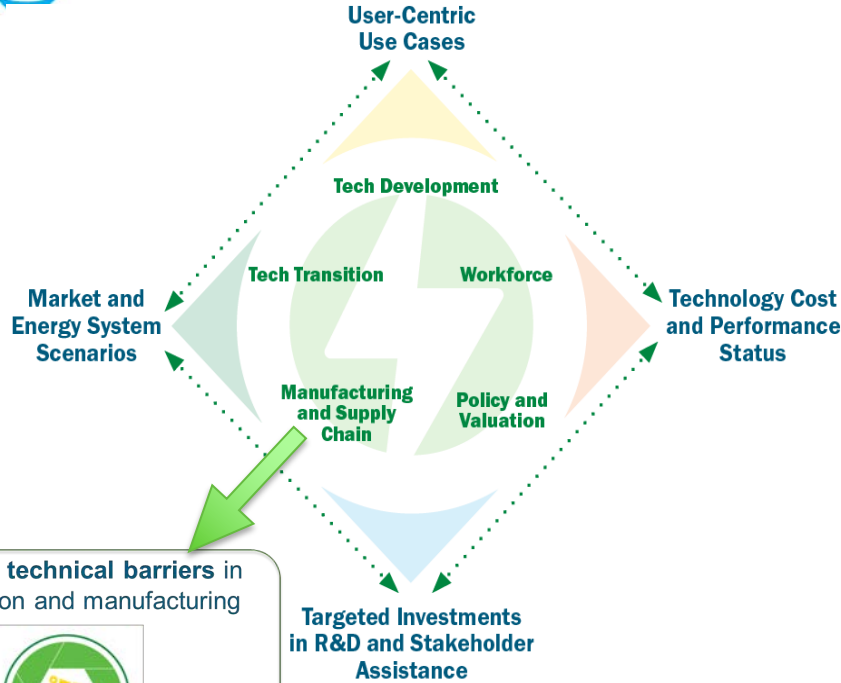 User-Centric
Use Cases
Tech Development
Tech Transition
Workforce
Market and
Energy System
Scenarios
Technology Cost
and Performance
Status
Manufacturing
and Supply
Chain
Policy and
Valuation
technical barriers in
on and manufacturing
Targeted Investments
in R&D and Stakeholder
Assistance